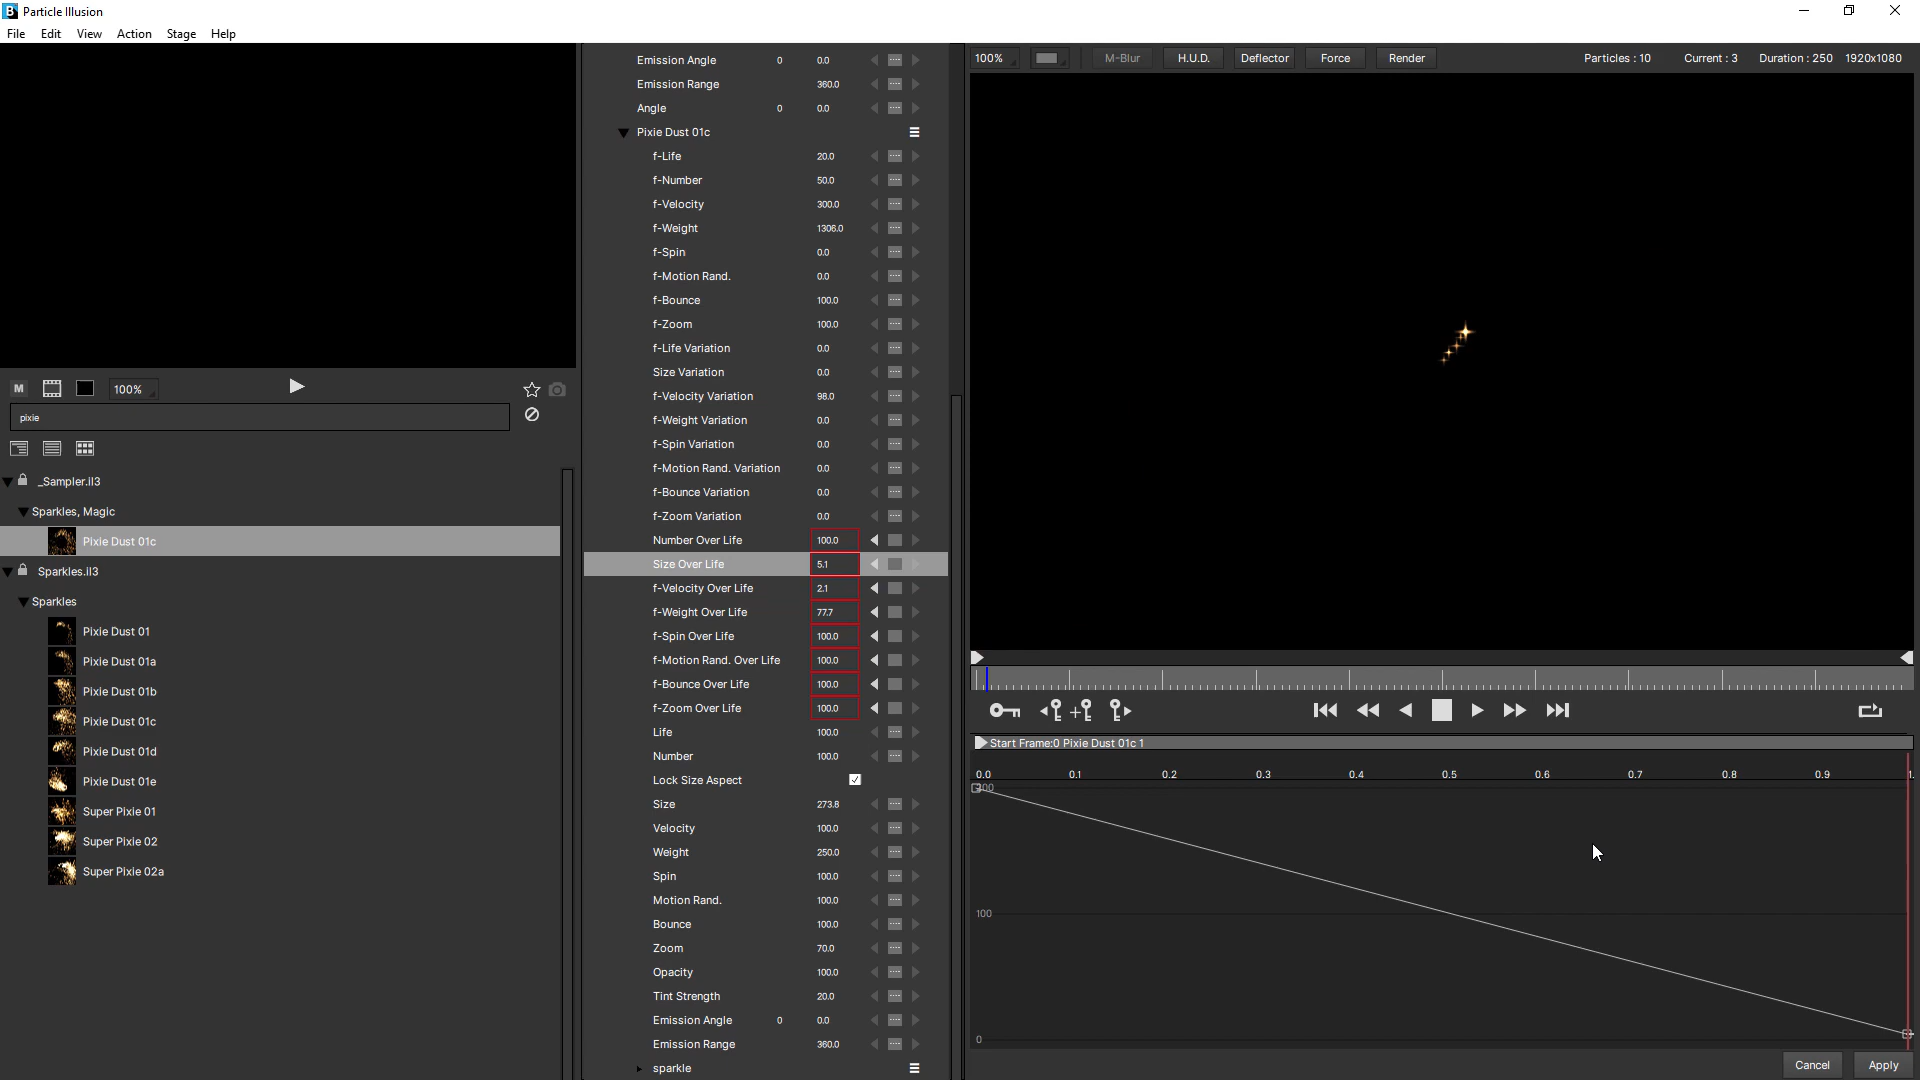 Particle Illusion
File Edit View Action Stage Help
M 100%
pixie
_Sampler.il3
Sparkles, Magic
Pixie Dust 01c
Sparkles.il3
Sparkles
Pixie Dust 01
Pixie Dust 01a
Pixie Dust 01b
Pixie Dust 01c
Pixie Dust 01d
Pixie Dust 01e
Super Pixie 01
Super Pixie 02
Super Pixie 02a
Emission Angle 0 0.0
Emission Range 360.0
Angle 0 0.0
Pixie Dust 01c
f-Life 20.0
f-Number 50.0
f-Velocity 300.0
f-Weight 1306.0
f-Spin 0.0
f-Motion Rand. 0.0
f-Bounce 100.0
f-Zoom 100.0
f-Life Variation 0.0
Size Variation 0.0
f-Velocity Variation 98.0
f-Weight Variation 0.0
f-Spin Variation 0.0
f-Motion Rand. Variation 0.0
f-Bounce Variation 0.0
f-Zoom Variation 0.0
Number Over Life 100.0
Size Over Life 5.1
f-Velocity Over Life 2.1
f-Weight Over Life 77.7
f-Spin Over Life 100.0
f-Motion Rand. Over Life 100.0
f-Bounce Over Life 100.0
f-Zoom Over Life 100.0
Life 100.0
Number 100.0
Lock Size Aspect
Size 273.8
Velocity 100.0
Weight 250.0
Spin 100.0
Motion Rand. 100.0
Bounce 100.0
Zoom 70.0
Opacity 100.0
Tint Strength 20.0
Emission Angle 0 0.0
Emission Range 360.0
sparkle
100% M-Blur H.U.D. Deflector Force Render Particles : 10 Current : 3 Duration : 250 1920x1080
Start Frame:0 Pixie Dust 01c 1
0.0 0.1 0.2 0.3 0.4 0.5 0.6 0.7 0.8 0.9 1.
200
100
0
Cancel Apply